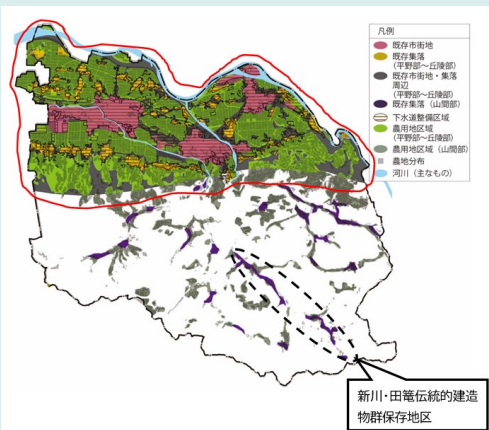 凡例
既存市街地
既存集落
(平野部～丘陵部)
既存市街地・集落
周辺
(平野部～丘陵部)
既存集落(山間部)
下水道整備区域
農用地区域
(平野部～丘陵部)
農用地区域(山間部)
農地分布
河川(主なもの)
新川・田篭伝統的建造
物群保存地区